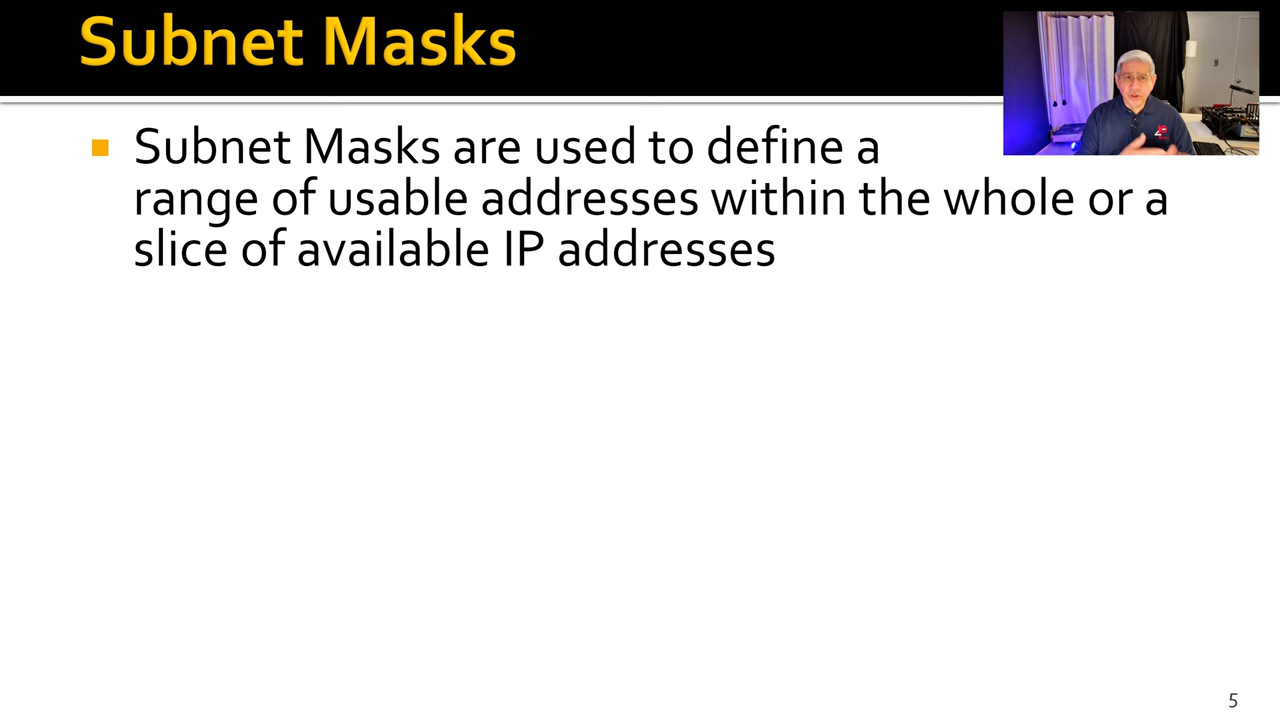 Subnet Masks
Subnet Masks are used to define a
range of usable addresses within the whole or a
slice of available IP addresses
5